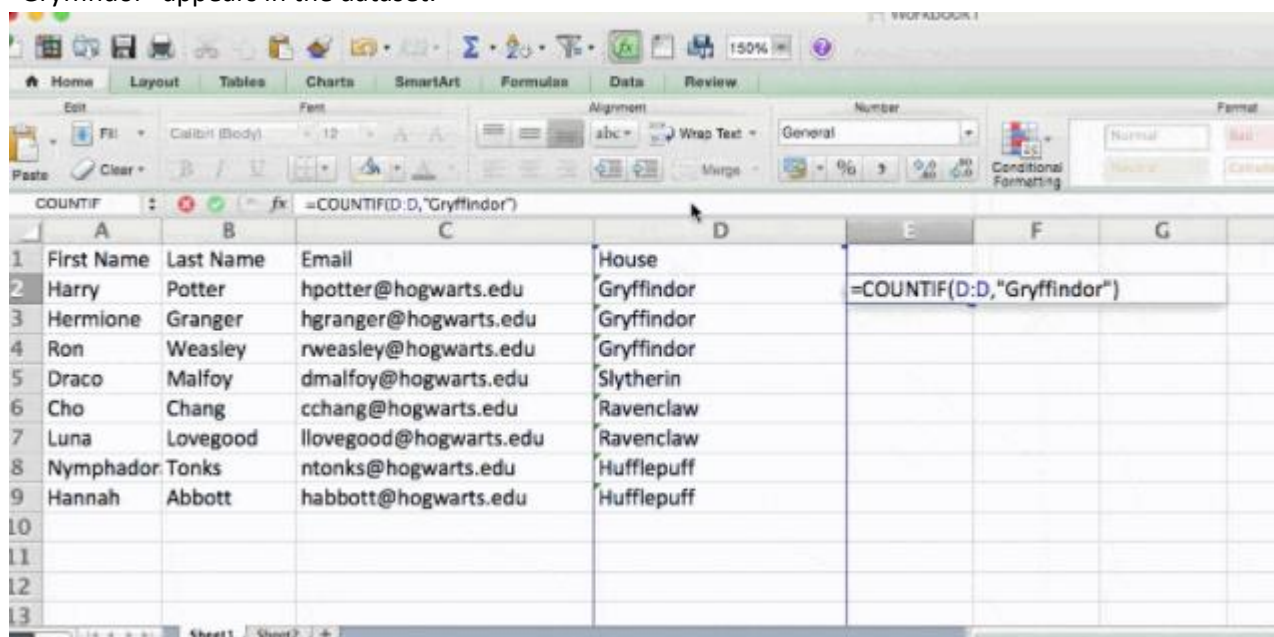 "Gryffindor" appears in the dataset.
Workbook1
150%
Home Layout Tables Charts SmartArt Formulas Data Review
Edit Font Alignment Number Format
Fill Calibri (Body) 12 A A abc Wrap Text General Normal Bad
Paste Clear B I U A Merge % Conditional Formatting Neutral
COUNTIF fx =COUNTIF(D:D,"Gryffindor")
A B C D E F G
1 First Name Last Name Email House
2 Harry Potter hpotter@hogwarts.edu Gryffindor =COUNTIF(D:D,"Gryffindor")
3 Hermione Granger hgranger@hogwarts.edu Gryffindor
4 Ron Weasley rweasley@hogwarts.edu Gryffindor
5 Draco Malfoy dmalfoy@hogwarts.edu Slytherin
6 Cho Chang cchang@hogwarts.edu Ravenclaw
7 Luna Lovegood llovegood@hogwarts.edu Ravenclaw
8 Nymphador Tonks ntonks@hogwarts.edu Hufflepuff
9 Hannah Abbott habbott@hogwarts.edu Hufflepuff
10
11
12
13
Sheet1 Sheet2 +